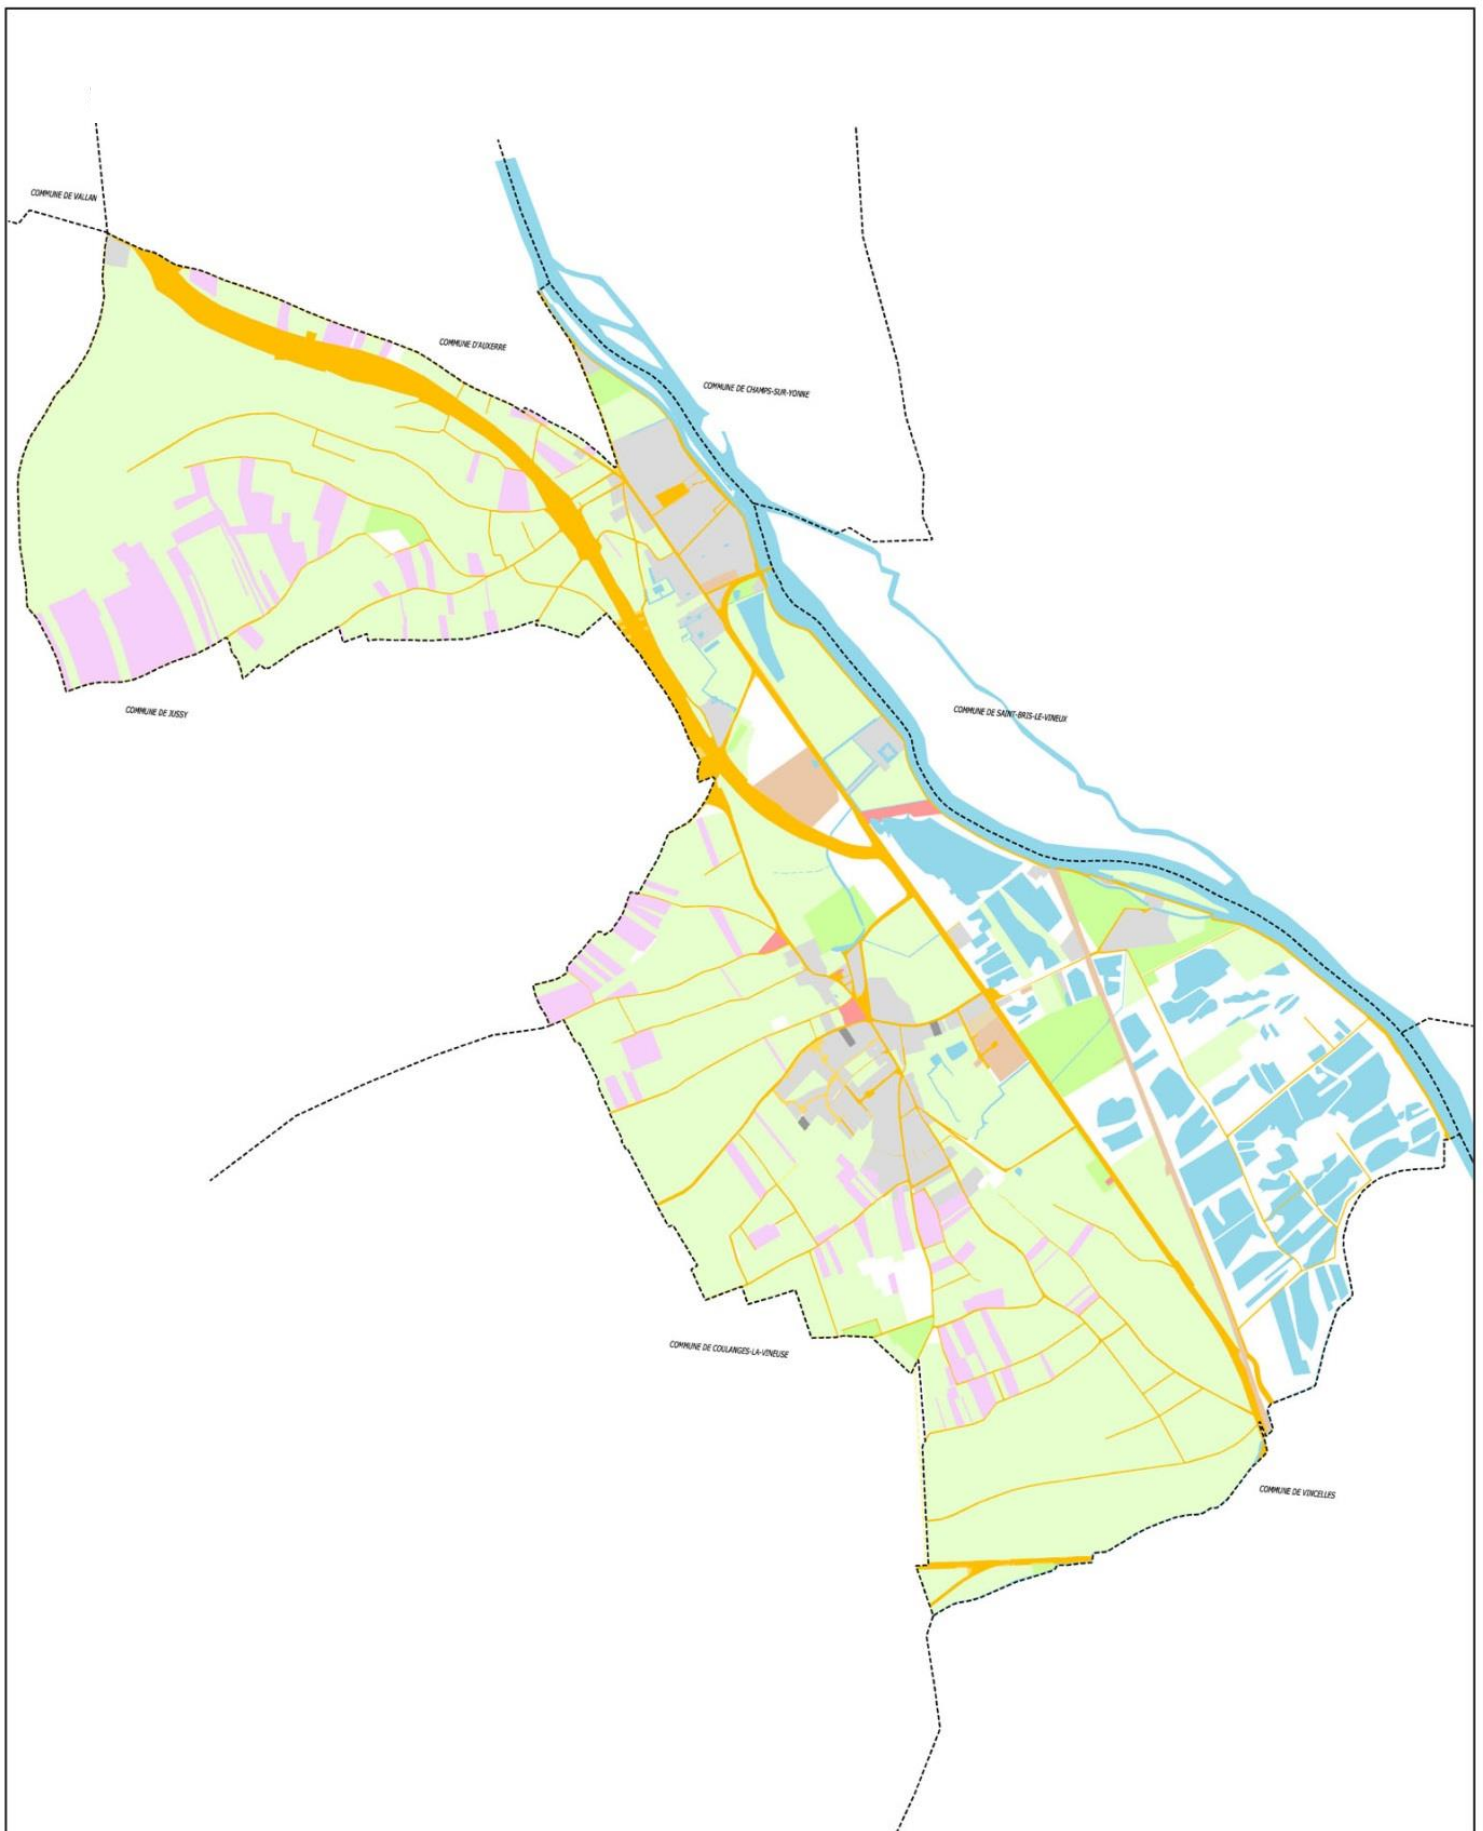 COMMUNE DE VALLAN
COMMUNE D'AUXERRE
COMMUNE DE CHAMPS-SUR-YONNE
COMMUNE DE JUSSY
COMMUNE DE SAINT-BRIS-LE-VINEUX
COMMUNE DE COULANGES-LA-VINEUSE
COMMUNE DE VINCELLES